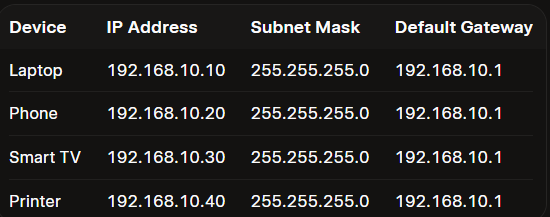 Device IP Address Subnet Mask Default Gateway
Laptop 192.168.10.10 255.255.255.0 192.168.10.1
Phone 192.168.10.20 255.255.255.0 192.168.10.1
Smart TV 192.168.10.30 255.255.255.0 192.168.10.1
Printer 192.168.10.40 255.255.255.0 192.168.10.1